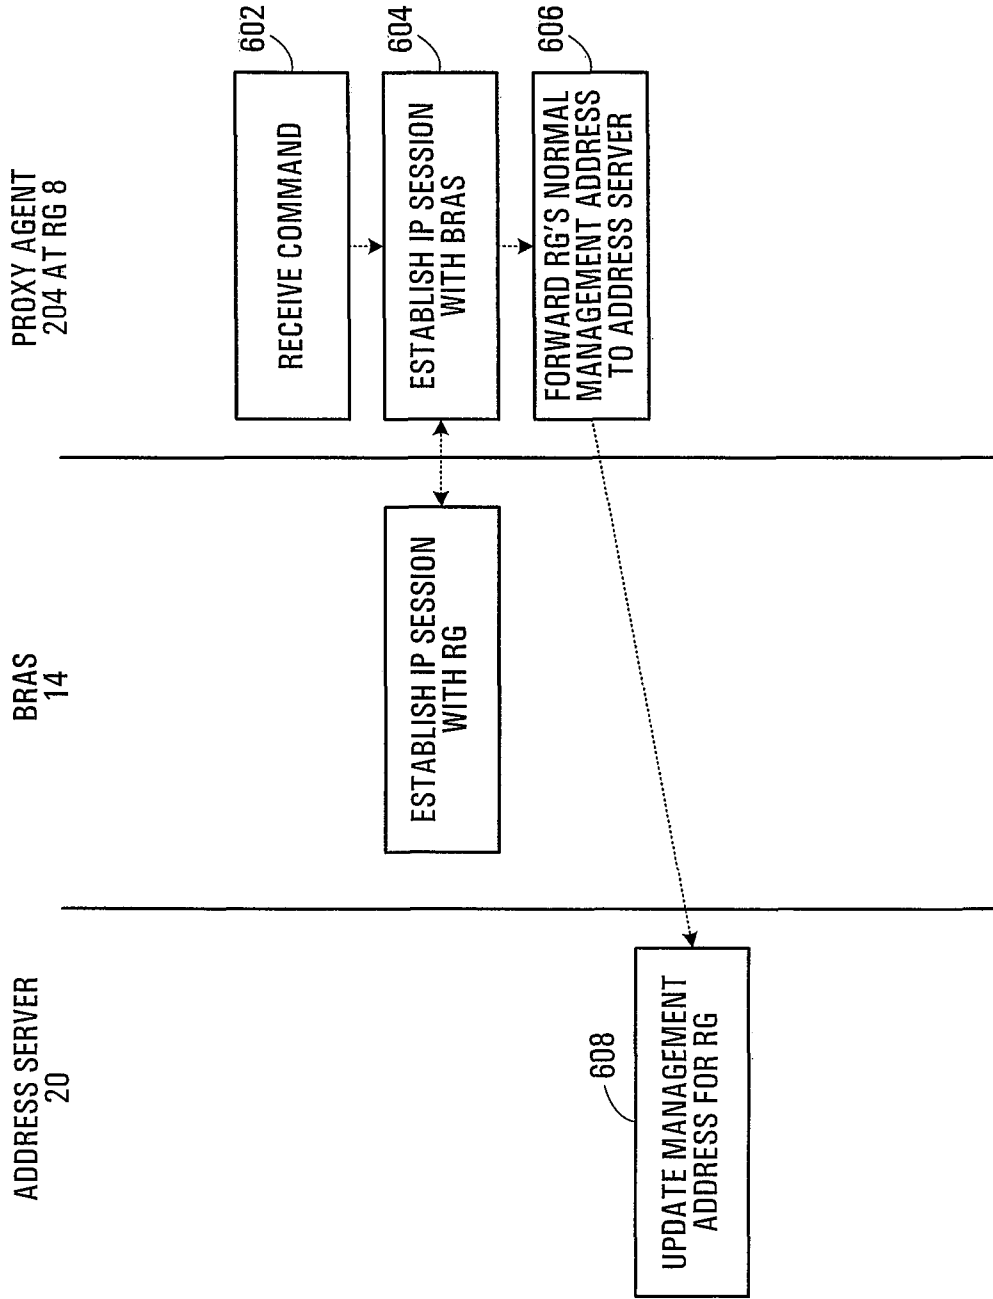 ADDRESS SERVER
20
BRAS
14
PROXY AGENT
204 AT RG 8
602
RECEIVE COMMAND
ESTABLISH IP SESSION
WITH RG
604
ESTABLISH IP SESSION
WITH BRAS
606
FORWARD RG'S NORMAL
MANAGEMENT ADDRESS
TO ADDRESS SERVER
608
UPDATE MANAGEMENT
ADDRESS FOR RG